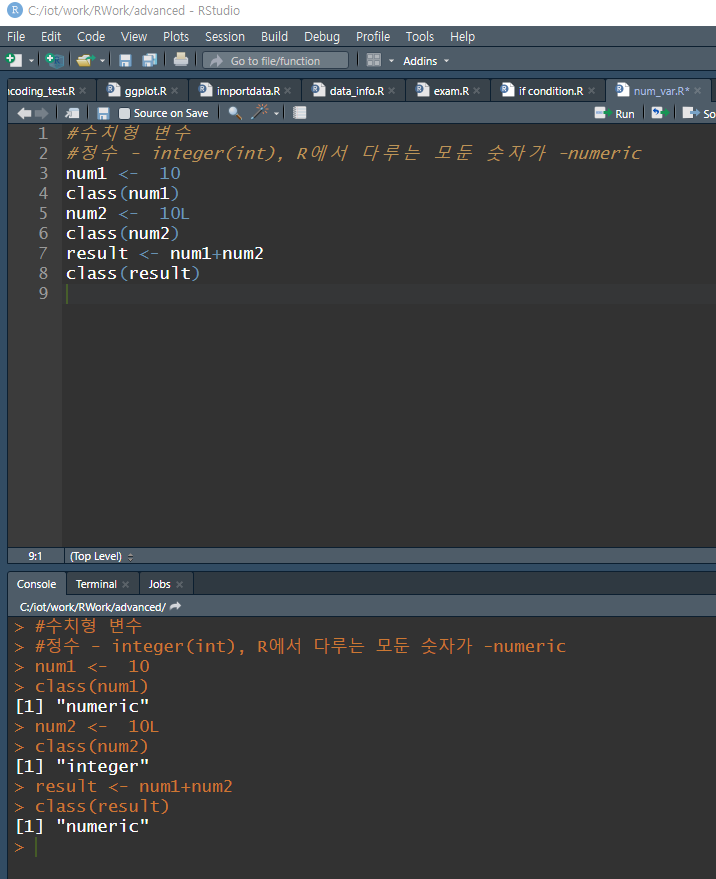 C:/iot/work/RWork/advanced - RStudio
File Edit Code View Plots Session Build Debug Profile Tools Help
Go to file/function Addins
ncoding_test.R ggplot.R importdata.R data_info.R exam.R if condition.R num_var.R*
Source on Save Run So
1 #수치형 변수
2 #정수 - integer(int), R에서 다루는 모둔 숫자가 -numeric
3 num1 <-  10
4 class(num1)
5 num2 <-  10L
6 class(num2)
7 result <- num1+num2
8 class(result)
9
9:1 (Top Level)
Console Terminal Jobs
C:/iot/work/RWork/advanced/
> #수치형 변수
> #정수 - integer(int), R에서 다루는 모둔 숫자가 -numeric
> num1 <-  10
> class(num1)
[1] "numeric"
> num2 <-  10L
> class(num2)
[1] "integer"
> result <- num1+num2
> class(result)
[1] "numeric"
>